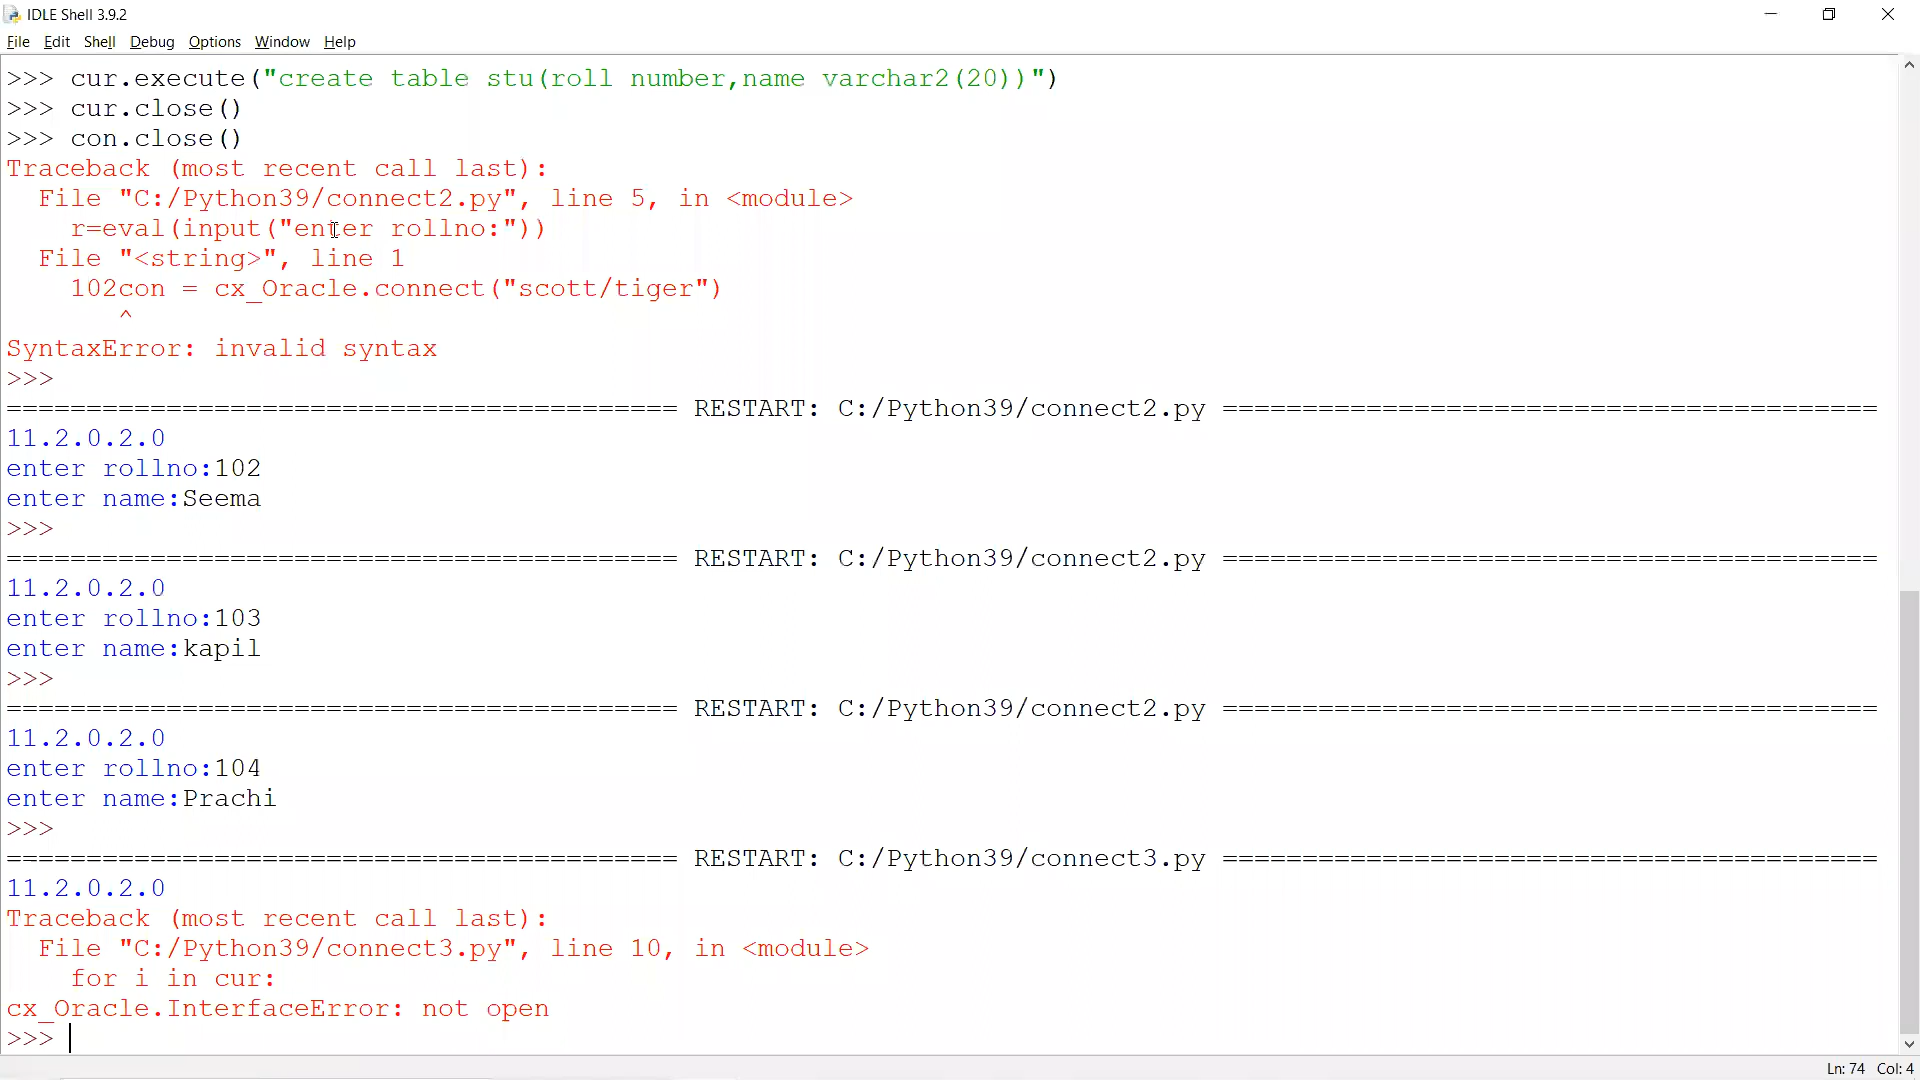 IDLE Shell 3.9.2
File Edit Shell Debug Options Window Help
>>> cur.execute("create table stu(roll number,name varchar2(20))")
>>> cur.close()
>>> con.close()
Traceback (most recent call last):
  File "C:/Python39/connect2.py", line 5, in <module>
    r=eval(input("enter rollno:"))
  File "<string>", line 1
    102con = cx_Oracle.connect("scott/tiger")
       ^
SyntaxError: invalid syntax
>>>
========================================== RESTART: C:/Python39/connect2.py =========================================
11.2.0.2.0
enter rollno:102
enter name:Seema
>>>
========================================== RESTART: C:/Python39/connect2.py =========================================
11.2.0.2.0
enter rollno:103
enter name:kapil
>>>
========================================== RESTART: C:/Python39/connect2.py =========================================
11.2.0.2.0
enter rollno:104
enter name:Prachi
>>>
========================================== RESTART: C:/Python39/connect3.py =========================================
11.2.0.2.0
Traceback (most recent call last):
  File "C:/Python39/connect3.py", line 10, in <module>
    for i in cur:
cx_Oracle.InterfaceError: not open
>>>
Ln: 74 Col: 4